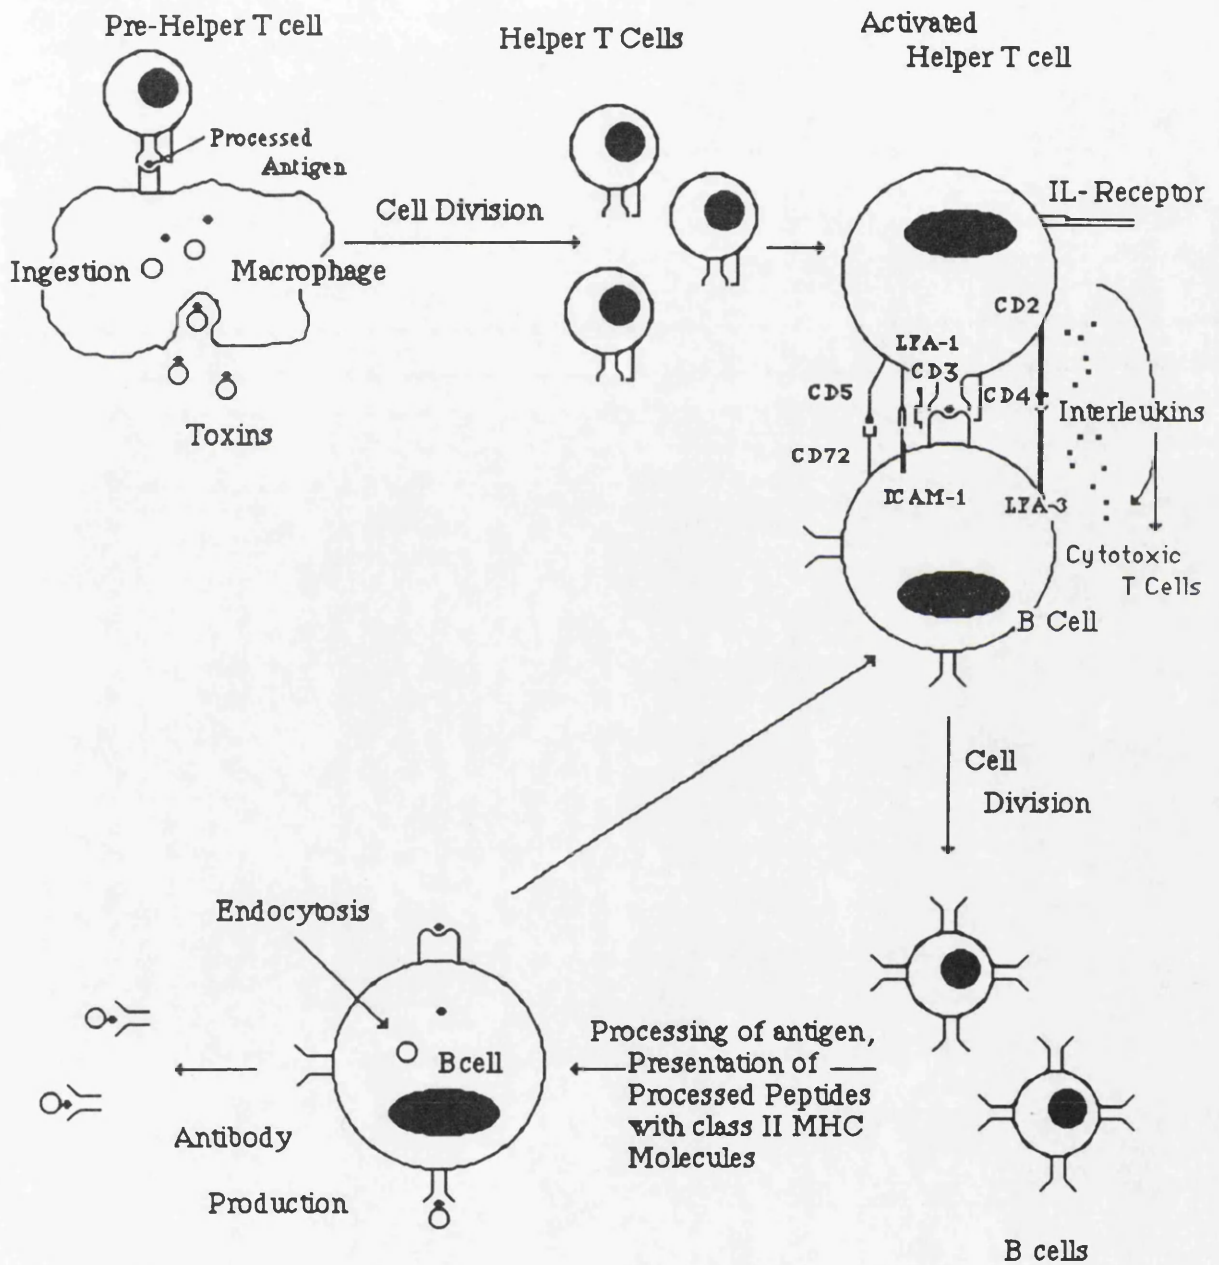 Pre-Helper T cell
Helper T Cells
Activated
Helper T cell
Processed
Antigen
Cell Division
IL- Receptor
Ingestion
Macrophage
Toxins
CD2
LFA-1
CD3
CD5
CD4
Interleukins
CD72
ICAM-1
LFA-3
Cytotoxic
T Cells
B Cell
Cell
Division
Endocytosis
B cell
Processing of antigen,
Presentation of
Processed Peptides
with class II MHC
Molecules
Antibody
Production
B cells